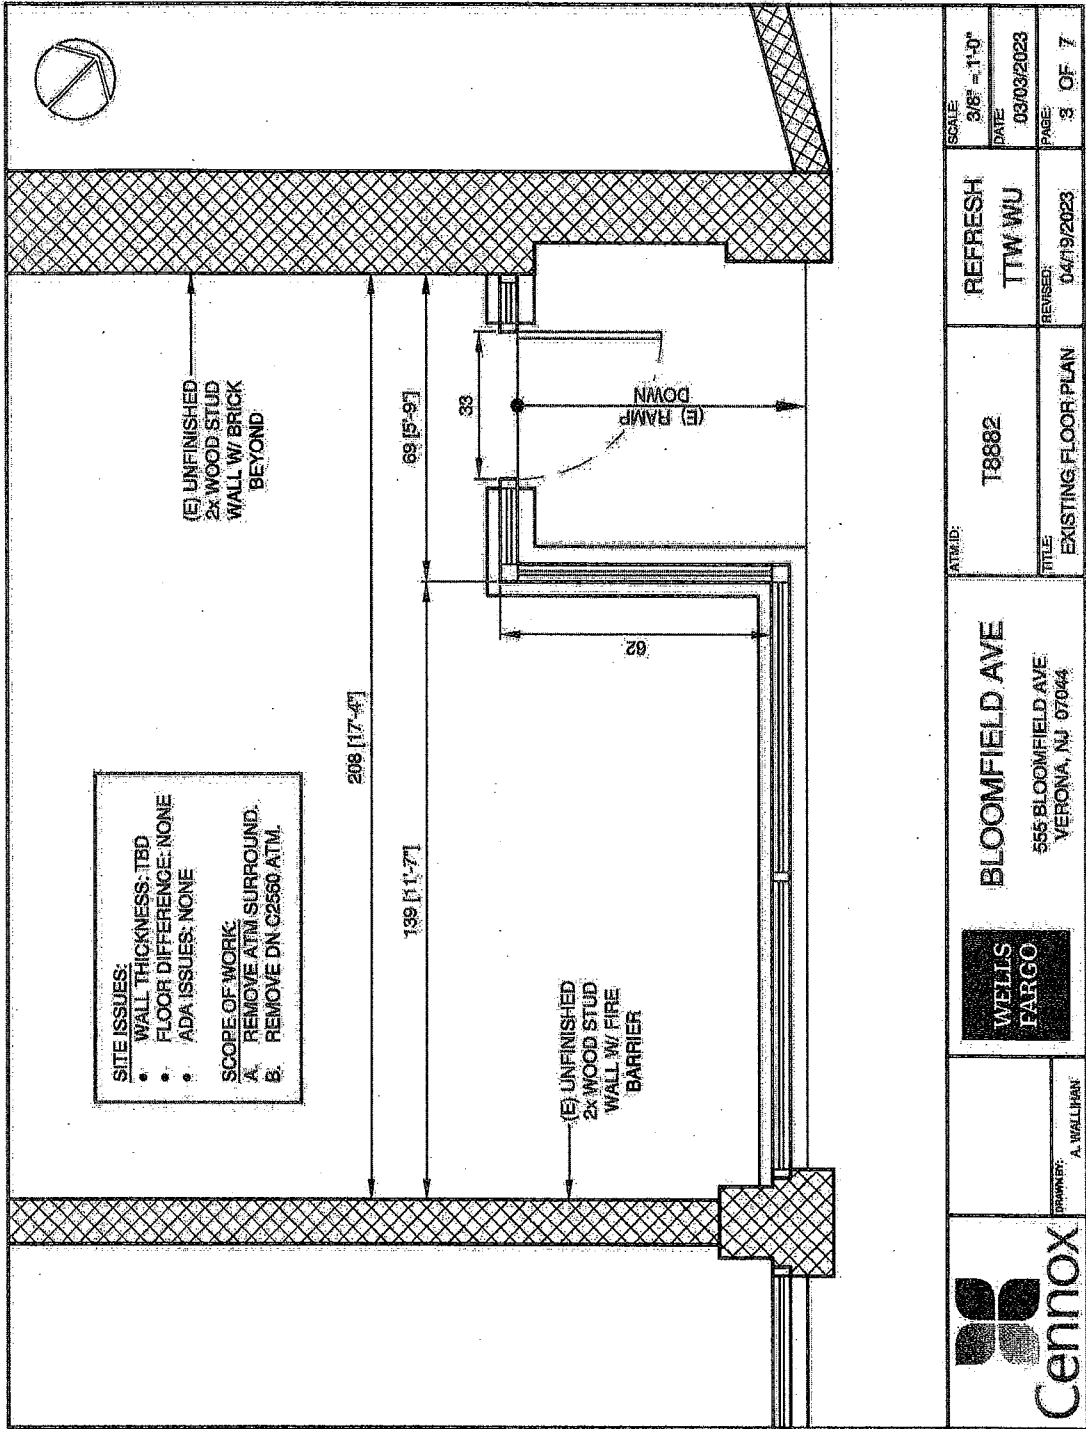 SITE ISSUES:
• WALL THICKNESS: TBD
• FLOOR DIFFERENCE: NONE
• ADA ISSUES: NONE
SCOPE OF WORK:
A. REMOVE ATM SURROUND.
B. REMOVE DN C2560 ATM.
(E) UNFINISHED
2x WOOD STUD
WALL W/ BRICK
BEYOND
208 [17'-4"]
139 [11'-7"]
69 [5'-9"]
33
62
(E) RAMP
DOWN
(E) UNFINISHED
2x WOOD STUD
WALL W/ FIRE
BARRIER
Cennox
DRAWN BY:
A. WALLIHAN
WELLS
FARGO
BLOOMFIELD AVE
555 BLOOMFIELD AVE
VERONA, NJ 07044
ATM ID:
T8882
TITLE:
EXISTING FLOOR PLAN
REFRESH
TTW WU
REVISED:
04/19/2023
SCALE:
3/8" = 1'-0"
DATE:
03/03/2023
PAGE:
3 OF 7